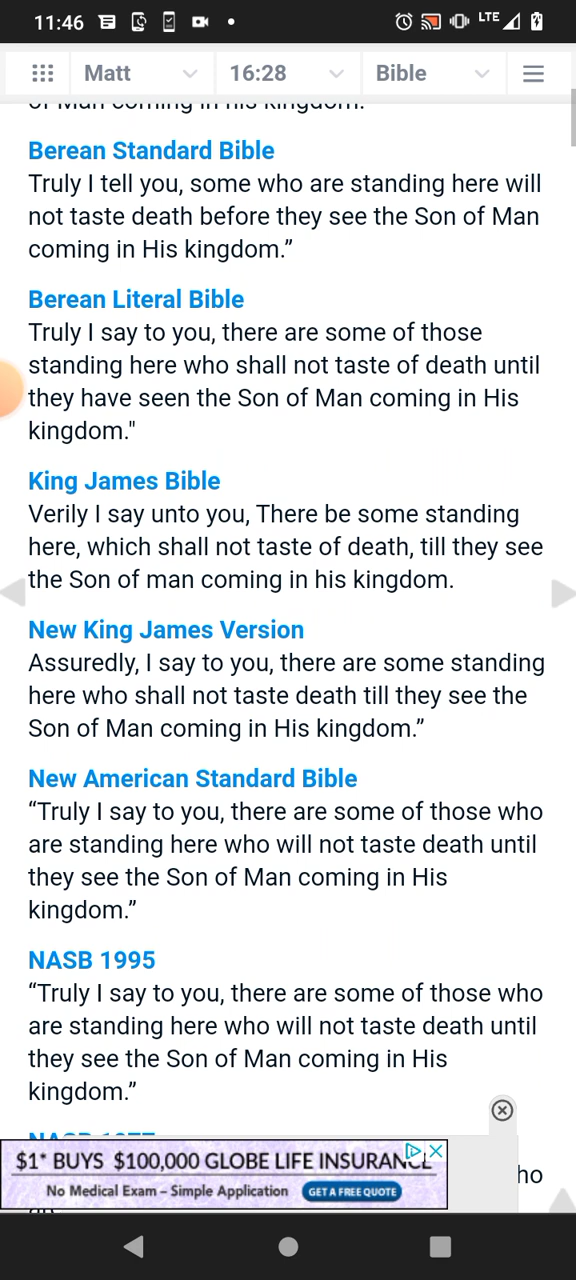 11:46
LTE
Matt
16:28
Bible
of Man coming in his kingdom.
Berean Standard Bible
Truly I tell you, some who are standing here will
not taste death before they see the Son of Man
coming in His kingdom.”
Berean Literal Bible
Truly I say to you, there are some of those
standing here who shall not taste of death until
they have seen the Son of Man coming in His
kingdom."
King James Bible
Verily I say unto you, There be some standing
here, which shall not taste of death, till they see
the Son of man coming in his kingdom.
New King James Version
Assuredly, I say to you, there are some standing
here who shall not taste death till they see the
Son of Man coming in His kingdom.”
New American Standard Bible
“Truly I say to you, there are some of those who
are standing here who will not taste death until
they see the Son of Man coming in His
kingdom.”
NASB 1995
“Truly I say to you, there are some of those who
are standing here who will not taste death until
they see the Son of Man coming in His
kingdom.”
NASB 1977
$1* BUYS $100,000 GLOBE LIFE INSURANCE
No Medical Exam – Simple Application GET A FREE QUOTE